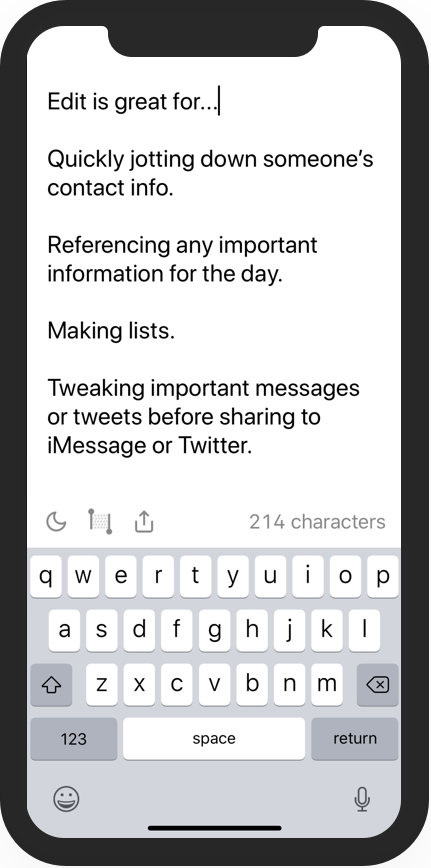 Edit is great for...
Quickly jotting down someone’s
contact info.
Referencing any important
information for the day.
Making lists.
Tweaking important messages
or tweets before sharing to
iMessage or Twitter.
214 characters
q w e r t y u i o p
a s d f g h j k l
z x c v b n m
123 space return